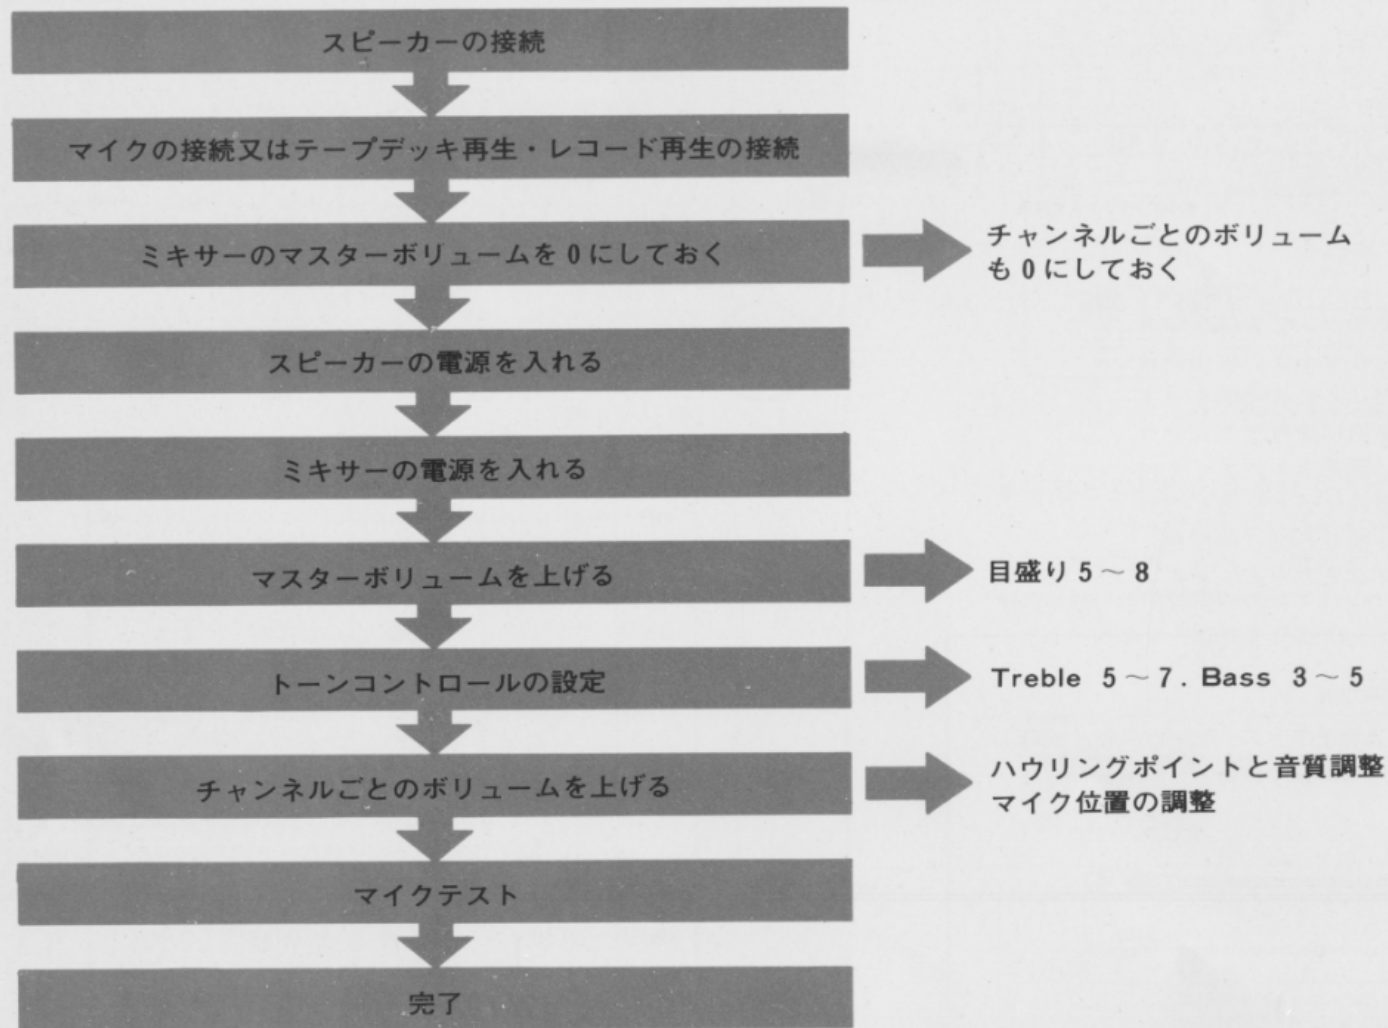 スピーカーの接続
マイクの接続又はテープデッキ再生・レコード再生の接続
ミキサーのマスターボリュームを0にしておく
チャンネルごとのボリューム
も0にしておく
スピーカーの電源を入れる
ミキサーの電源を入れる
マスターボリュームを上げる
目盛り5〜8
トーンコントロールの設定
Treble 5〜7. Bass 3〜5
チャンネルごとのボリュームを上げる
ハウリングポイントと音質調整
マイク位置の調整
マイクテスト
完了